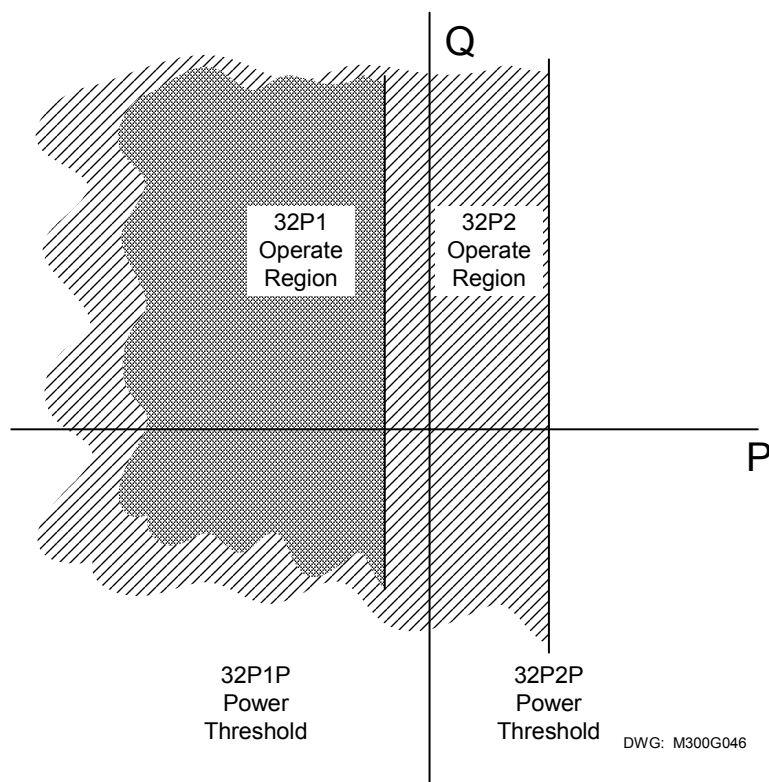 Q
32P1
Operate
Region
32P2
Operate
Region
P
32P1P
Power
Threshold
32P2P
Power
Threshold
DWG: M300G046